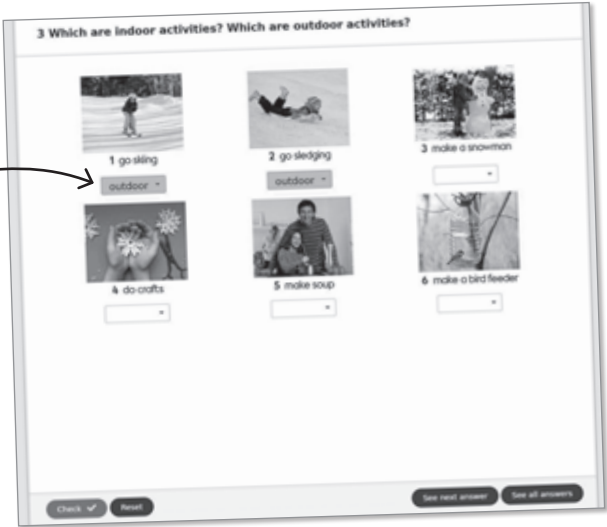 3 Which are indoor activities? Which are outdoor activities?
1 go skiing
2 go sledging
3 make a snowman
outdoor
outdoor
4 do crafts
5 make soup
6 make a bird feeder
Check
Reset
See next answer
See all answers